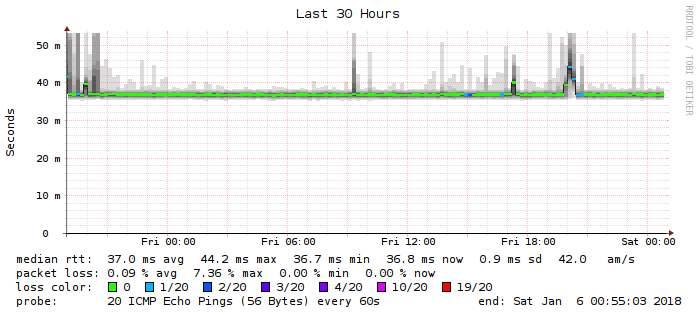 Last 30 Hours
RRDTOOL / TOBI OETIKER
Seconds
50 m
40 m
30 m
20 m
10 m
0
Fri 00:00 Fri 06:00 Fri 12:00 Fri 18:00 Sat 00:00
median rtt: 37.0 ms avg 44.2 ms max 36.7 ms min 36.8 ms now 0.9 ms sd 42.0 am/s
packet loss: 0.09 % avg 7.36 % max 0.00 % min 0.00 % now
loss color: 0 1/20 2/20 3/20 4/20 10/20 19/20
probe: 20 ICMP Echo Pings (56 Bytes) every 60s end: Sat Jan 6 00:55:03 2018